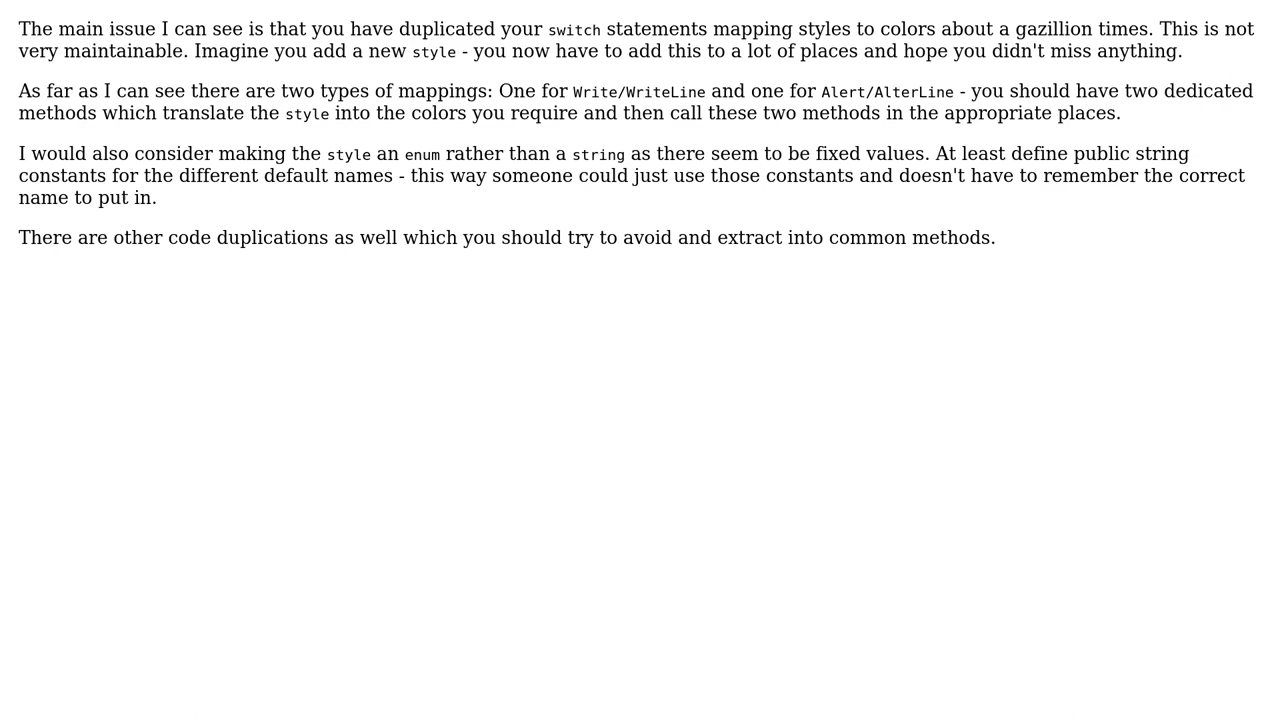 The main issue I can see is that you have duplicated your switch statements mapping styles to colors about a gazillion times. This is not
very maintainable. Imagine you add a new style - you now have to add this to a lot of places and hope you didn't miss anything.
As far as I can see there are two types of mappings: One for Write/WriteLine and one for Alert/AlterLine - you should have two dedicated
methods which translate the style into the colors you require and then call these two methods in the appropriate places.
I would also consider making the style an enum rather than a string as there seem to be fixed values. At least define public string
constants for the different default names - this way someone could just use those constants and doesn't have to remember the correct
name to put in.
There are other code duplications as well which you should try to avoid and extract into common methods.